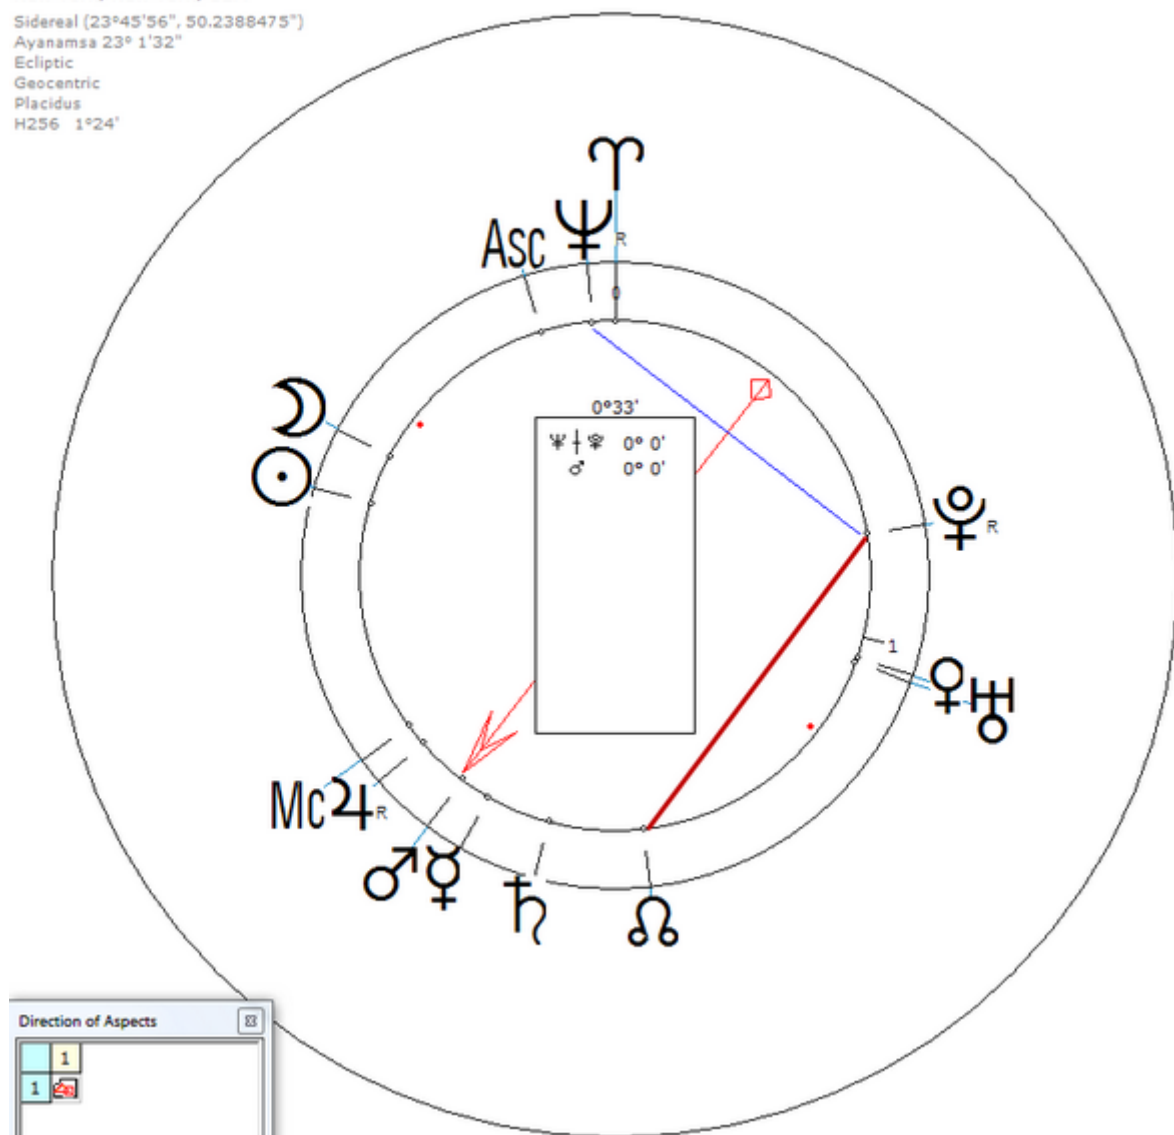 Sidereal (23°45'56", 50.2388475")
Ayanamsa 23° 1'32"
Ecliptic
Geocentric
Placidus
H256 1°24'
♈
Asc ♆ R
0
☽
☉
0°33'
♆ ┼ ♇ 0° 0'
♂ 0° 0'
♇ R
1
♀ ♅
Mc ♃ R
♂ ☿
♄ ☊
Direction of Aspects
1
1